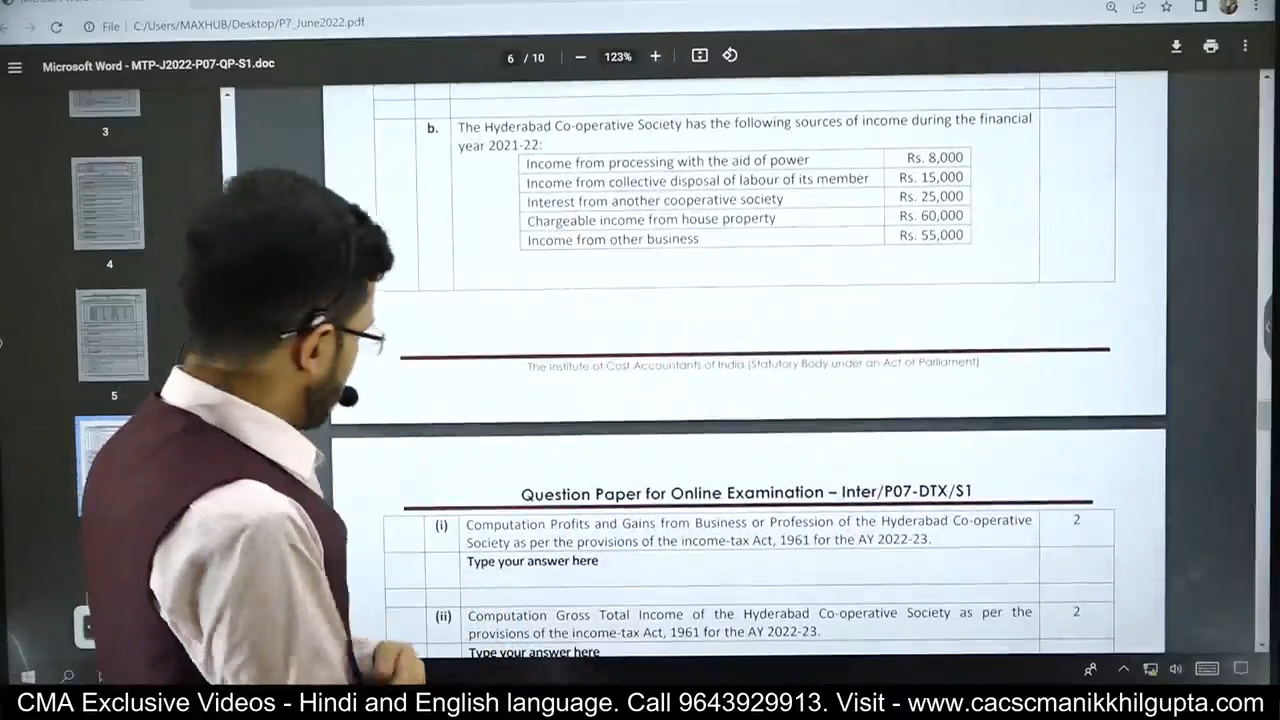 File
C:/Users/MAXHUB/Desktop/P7_June2022.pdf
Microsoft Word - MTP-J2022-P07-QP-S1.doc
6 / 10
123%
3
4
5
b.
The Hyderabad Co-operative Society has the following sources of income during the financial
year 2021-22:
Income from processing with the aid of power Rs. 8,000
Income from collective disposal of labour of its member Rs. 15,000
Interest from another cooperative society Rs. 25,000
Chargeable income from house property Rs. 60,000
Income from other business Rs. 55,000
The Institute of Cost Accountants of India (Statutory Body under an Act of Parliament)
Question Paper for Online Examination – Inter/P07-DTX/S1
(i) Computation Profits and Gains from Business or Profession of the Hyderabad Co-operative 2
Society as per the provisions of the income-tax Act, 1961 for the AY 2022-23.
Type your answer here
(ii) Computation Gross Total Income of the Hyderabad Co-operative Society as per the 2
provisions of the income-tax Act, 1961 for the AY 2022-23.
Type your answer here
CMA Exclusive Videos - Hindi and English language. Call 9643929913. Visit - www.cacscmanikkhilgupta.com